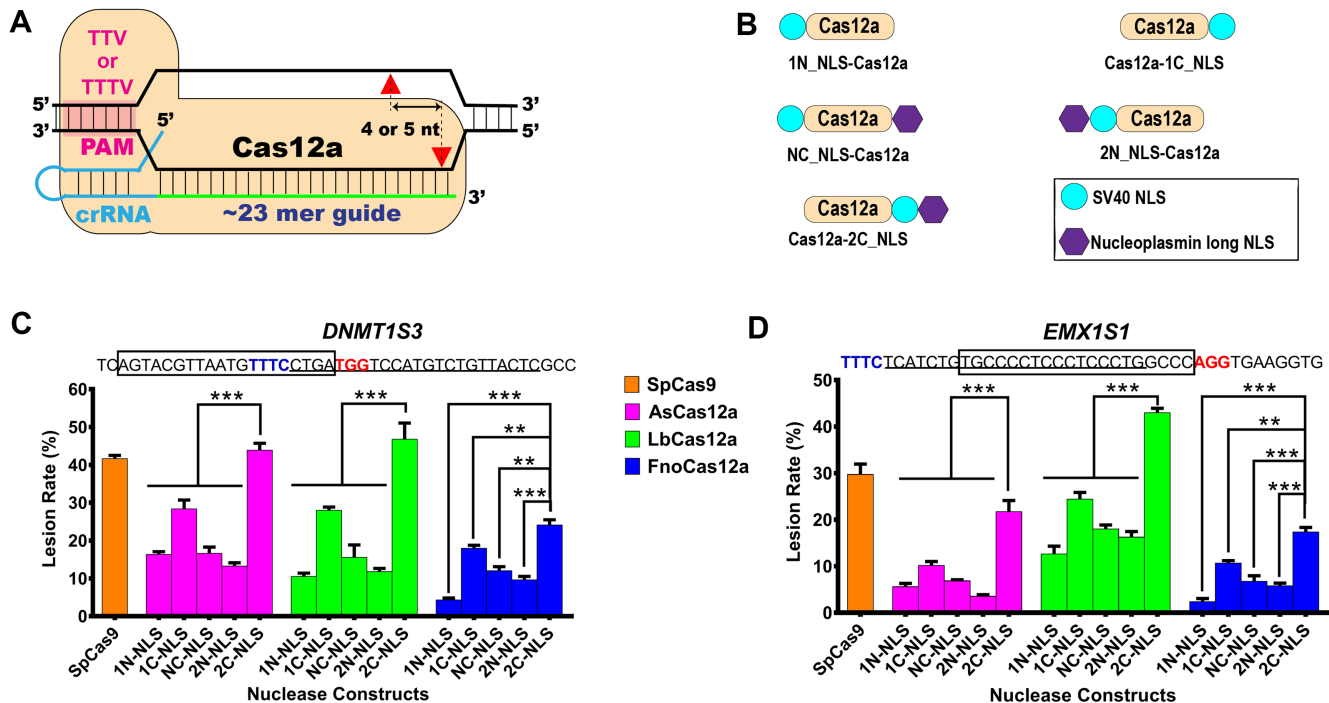 A
TTV
or
TTTV
5’
3’
5’
3’
5’
4 or 5 nt
PAM
Cas12a
3’
crRNA
~23 mer guide
B
Cas12a
1N_NLS-Cas12a
Cas12a
Cas12a-1C_NLS
Cas12a
NC_NLS-Cas12a
Cas12a
2N_NLS-Cas12a
Cas12a
Cas12a-2C_NLS
SV40 NLS
Nucleoplasmin long NLS
C
DNMT1S3
TCAGTACGTTAATGTTTCCTGATGGTCCATGTCTGTTACTCGCC
Lesion Rate (%)
60
50
40
30
20
10
0
***
***
***
**
**
***
SpCas9
1N-NLS
1C-NLS
NC-NLS
2N-NLS
2C-NLS
1N-NLS
1C-NLS
NC-NLS
2N-NLS
2C-NLS
1N-NLS
1C-NLS
NC-NLS
2N-NLS
2C-NLS
Nuclease Constructs
SpCas9
AsCas12a
LbCas12a
FnoCas12a
D
EMX1S1
TTTCTCATCTGTGCCCCTCCCTCCCTGGCCCAGGTGAAGGTG
Lesion Rate (%)
50
40
30
20
10
0
***
***
***
**
***
***
SpCas9
1N-NLS
1C-NLS
NC-NLS
2N-NLS
2C-NLS
1N-NLS
1C-NLS
NC-NLS
2N-NLS
2C-NLS
1N-NLS
1C-NLS
NC-NLS
2N-NLS
2C-NLS
Nuclease Constructs